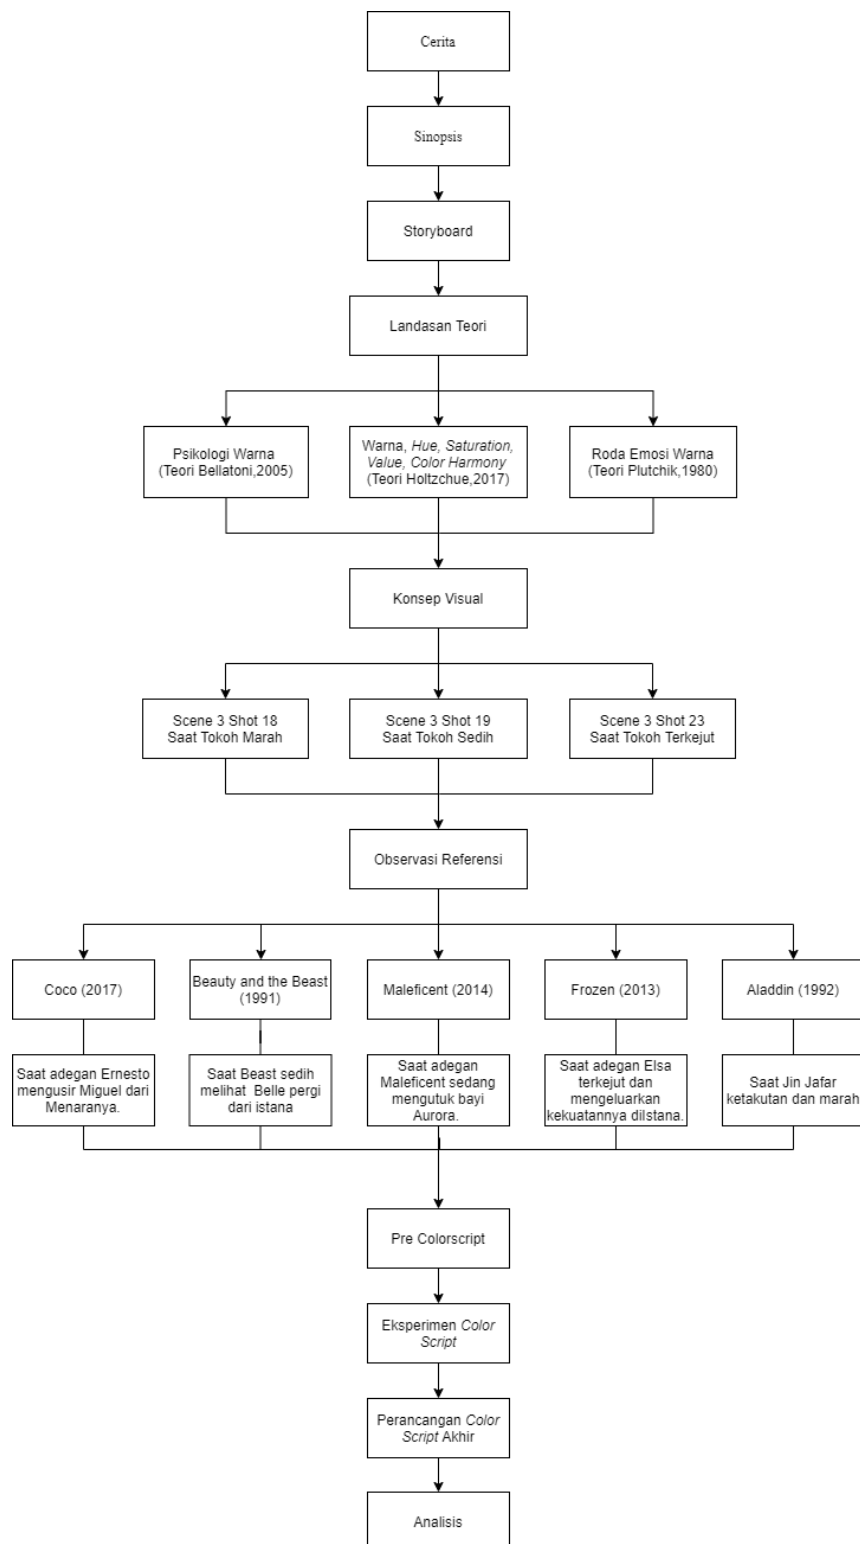 Cerita
Sinopsis
Storyboard
Landasan Teori
Psikologi Warna
(Teori Bellatoni,2005)
Warna, Hue, Saturation,
Value, Color Harmony
(Teori Holtzchue,2017)
Roda Emosi Warna
(Teori Plutchik,1980)
Konsep Visual
Scene 3 Shot 18
Saat Tokoh Marah
Scene 3 Shot 19
Saat Tokoh Sedih
Scene 3 Shot 23
Saat Tokoh Terkejut
Observasi Referensi
Coco (2017)
Beauty and the Beast
(1991)
Maleficent (2014)
Frozen (2013)
Aladdin (1992)
Saat adegan Ernesto
mengusir Miguel dari
Menaranya.
Saat Beast sedih
melihat Belle pergi
dari istana
Saat adegan
Maleficent sedang
mengutuk bayi
Aurora.
Saat adegan Elsa
terkejut dan
mengeluarkan
kekuatannya diIstana.
Saat Jin Jafar
ketakutan dan marah
Pre Colorscript
Eksperimen Color
Script
Perancangan Color
Script Akhir
Analisis